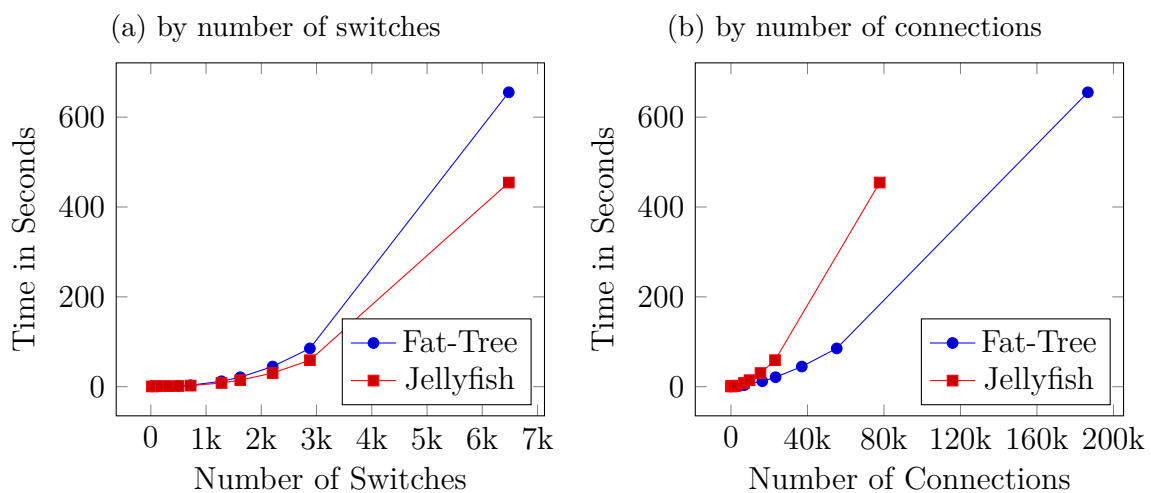 (a) by number of switches
Time in Seconds
600
400
200
0
0 1k 2k 3k 4k 5k 6k 7k
Number of Switches
Fat-Tree
Jellyfish
(b) by number of connections
Time in Seconds
600
400
200
0
0 40k 80k 120k 160k 200k
Number of Connections
Fat-Tree
Jellyfish